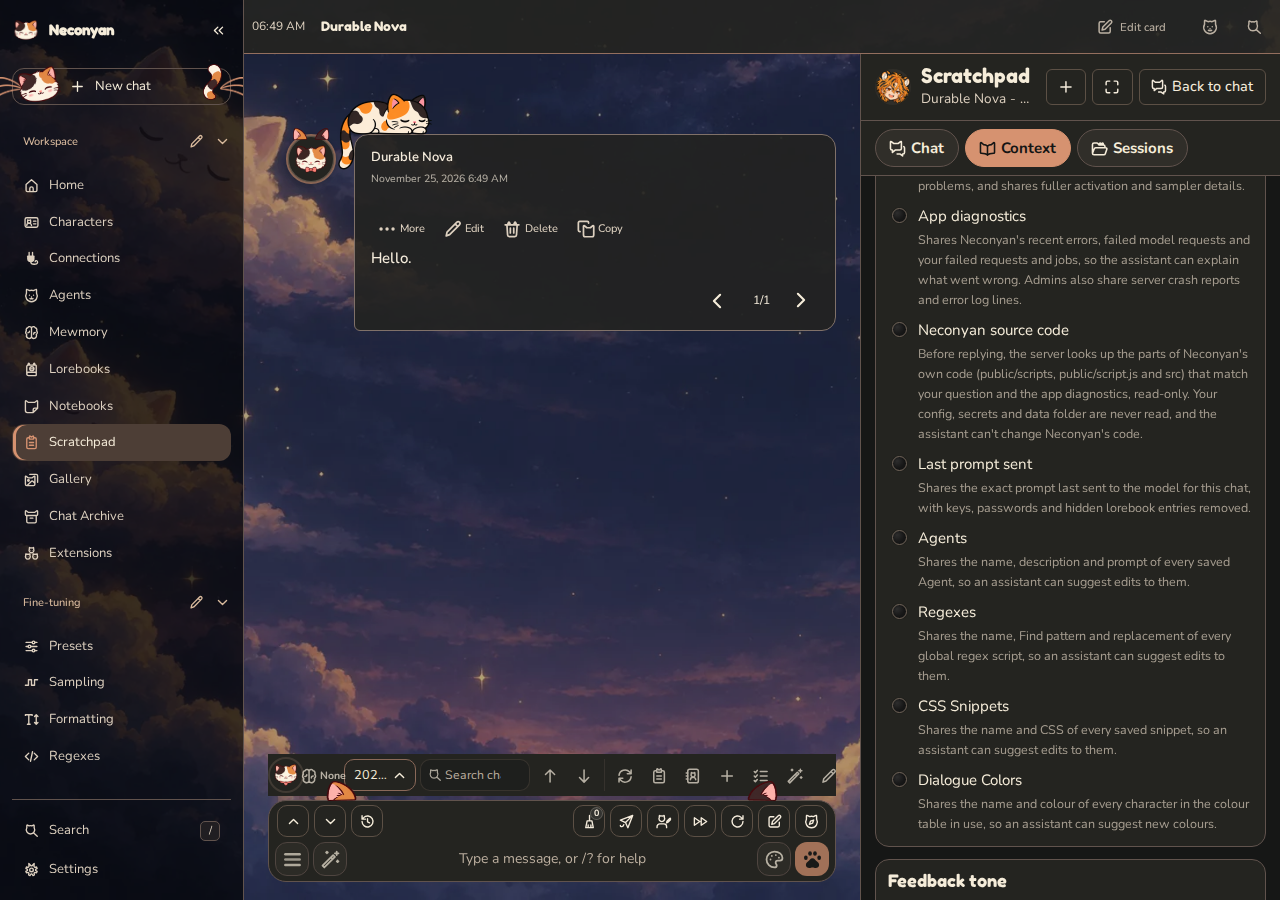 Neconyan
New chat
Workspace
Home
Characters
Connections
Agents
Mewmory
Lorebooks
Notebooks
Scratchpad
Gallery
Chat Archive
Extensions
Fine-tuning
Presets
Sampling
Formatting
Regexes
Search
/
Settings
06:49 AM
Durable Nova
Edit card
Durable Nova
November 25, 2026 6:49 AM
More
Edit
Delete
Copy
Hello.
1/1
None
202...
Search ch
0
Type a message, or /? for help
Scratchpad
Durable Nova - ...
Back to chat
Chat
Context
Sessions
problems, and shares fuller activation and sampler details.
App diagnostics
Shares Neconyan's recent errors, failed model requests and
your failed requests and jobs, so the assistant can explain
what went wrong. Admins also share server crash reports
and error log lines.
Neconyan source code
Before replying, the server looks up the parts of Neconyan's
own code (public/scripts, public/script.js and src) that match
your question and the app diagnostics, read-only. Your
config, secrets and data folder are never read, and the
assistant can't change Neconyan's code.
Last prompt sent
Shares the exact prompt last sent to the model for this chat,
with keys, passwords and hidden lorebook entries removed.
Agents
Shares the name, description and prompt of every saved
Agent, so an assistant can suggest edits to them.
Regexes
Shares the name, Find pattern and replacement of every
global regex script, so an assistant can suggest edits to
them.
CSS Snippets
Shares the name and CSS of every saved snippet, so an
assistant can suggest edits to them.
Dialogue Colors
Shares the name and colour of every character in the colour
table in use, so an assistant can suggest new colours.
Feedback tone